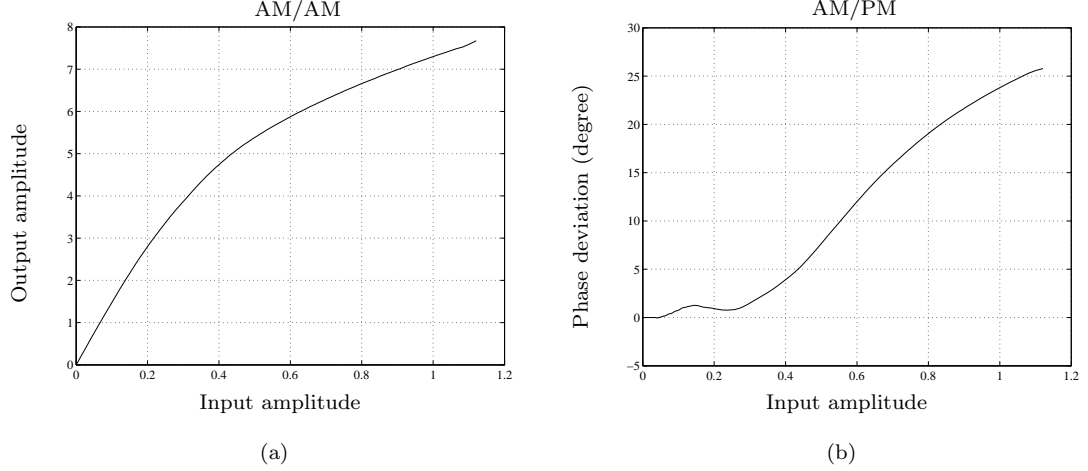 AM/AM
8
7
6
5
4
3
2
1
0
0 0.2 0.4 0.6 0.8 1 1.2
Output amplitude
Input amplitude
(a)
AM/PM
30
25
20
15
10
5
0
−5
0 0.2 0.4 0.6 0.8 1 1.2
Phase deviation (degree)
Input amplitude
(b)